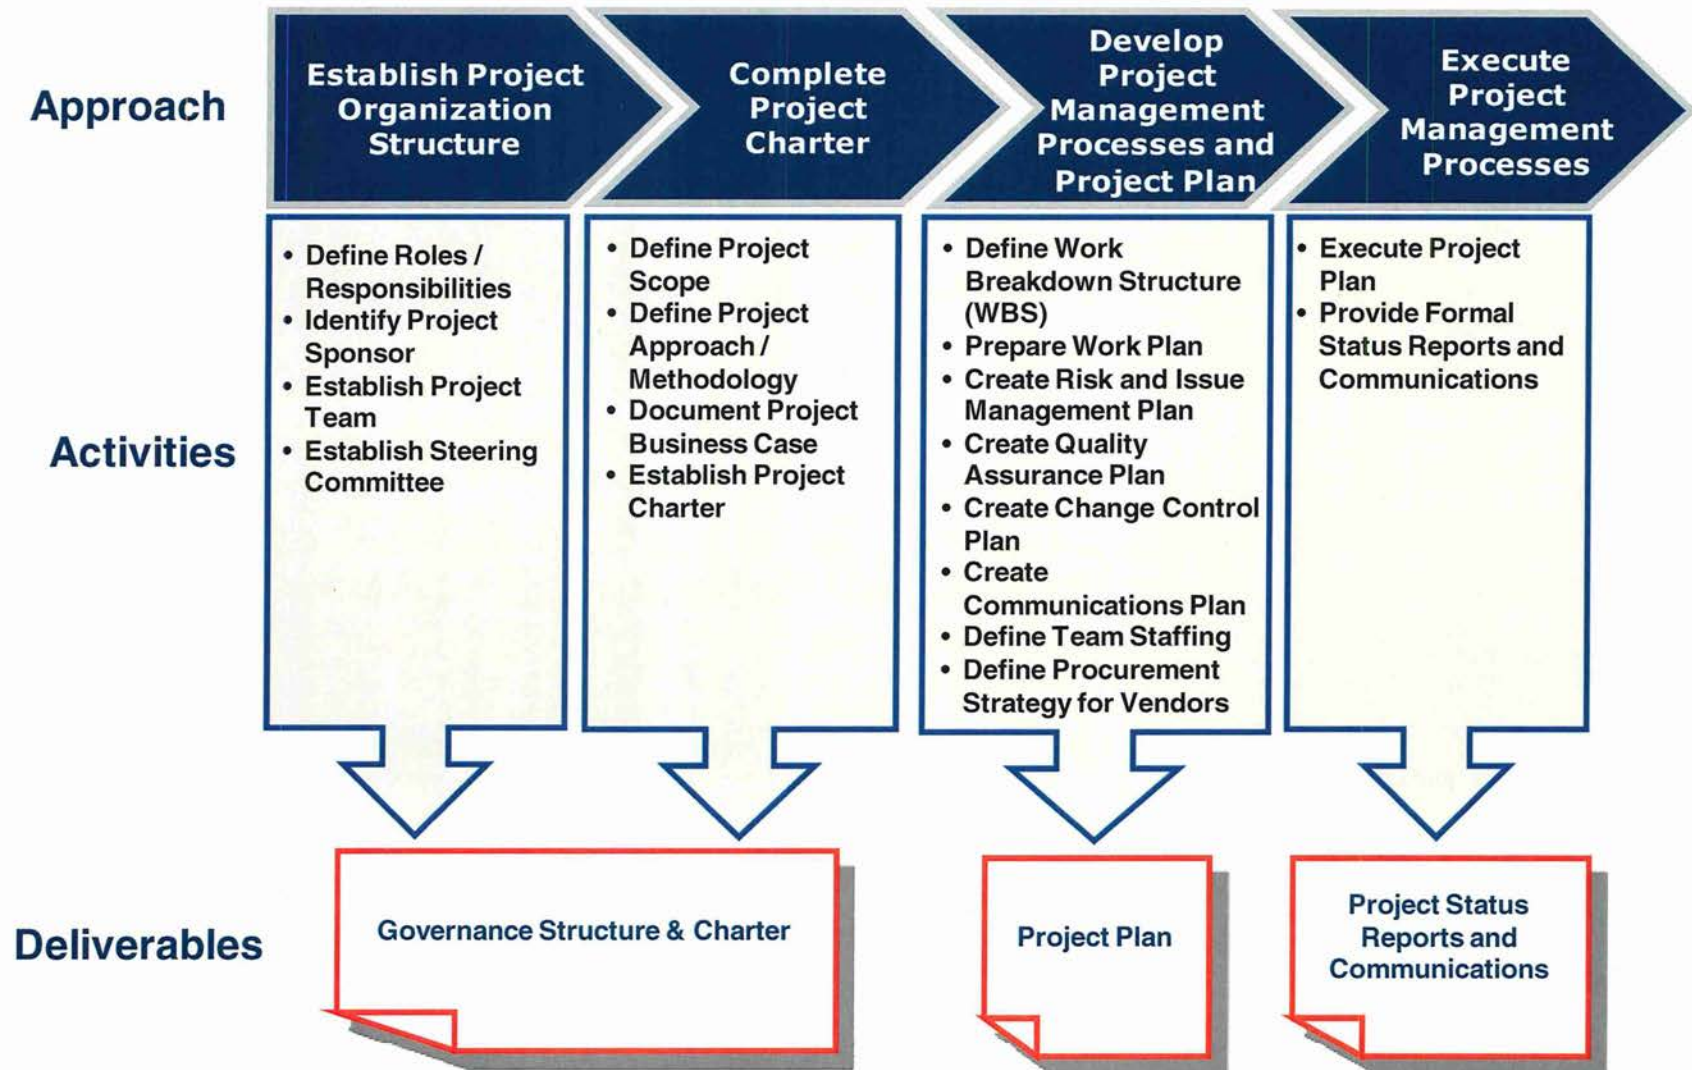 Approach
Establish Project
Organization
Structure
Complete
Project
Charter
Develop
Project
Management
Processes and
Project Plan
Execute
Project
Management
Processes
Activities
• Define Roles /
Responsibilities
• Identify Project
Sponsor
• Establish Project
Team
• Establish Steering
Committee
• Define Project
Scope
• Define Project
Approach /
Methodology
• Document Project
Business Case
• Establish Project
Charter
• Define Work
Breakdown Structure
(WBS)
• Prepare Work Plan
• Create Risk and Issue
Management Plan
• Create Quality
Assurance Plan
• Create Change Control
Plan
• Create
Communications Plan
• Define Team Staffing
• Define Procurement
Strategy for Vendors
• Execute Project
Plan
• Provide Formal
Status Reports and
Communications
Deliverables
Governance Structure & Charter
Project Plan
Project Status
Reports and
Communications